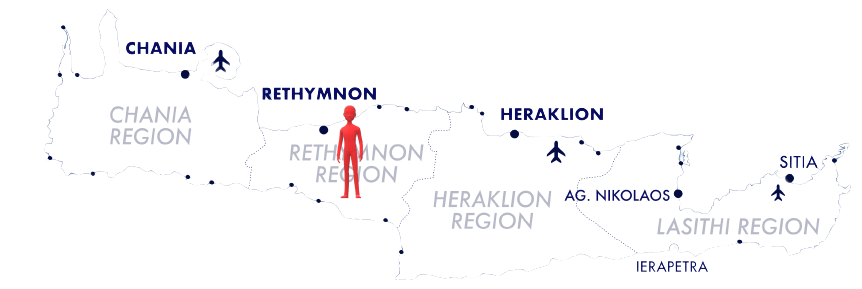 CHANIA
RETHYMNON
HERAKLION
CHANIA
REGION
RETHYMNON
REGION
SITIA
HERAKLION
REGION
AG. NIKOLAOS
LASITHI REGION
IERAPETRA